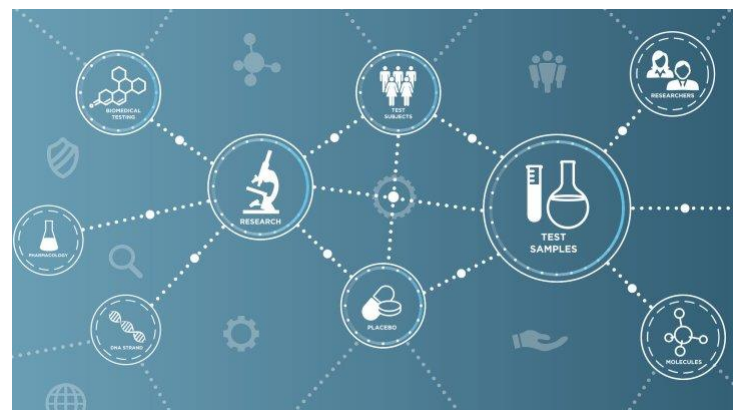 BIOMEDICAL
TESTING
TEST
SUBJECTS
RESEARCHERS
RESEARCH
TEST
SAMPLES
PHARMACOLOGY
DNA STRAND
PLACEBO
MOLECULES